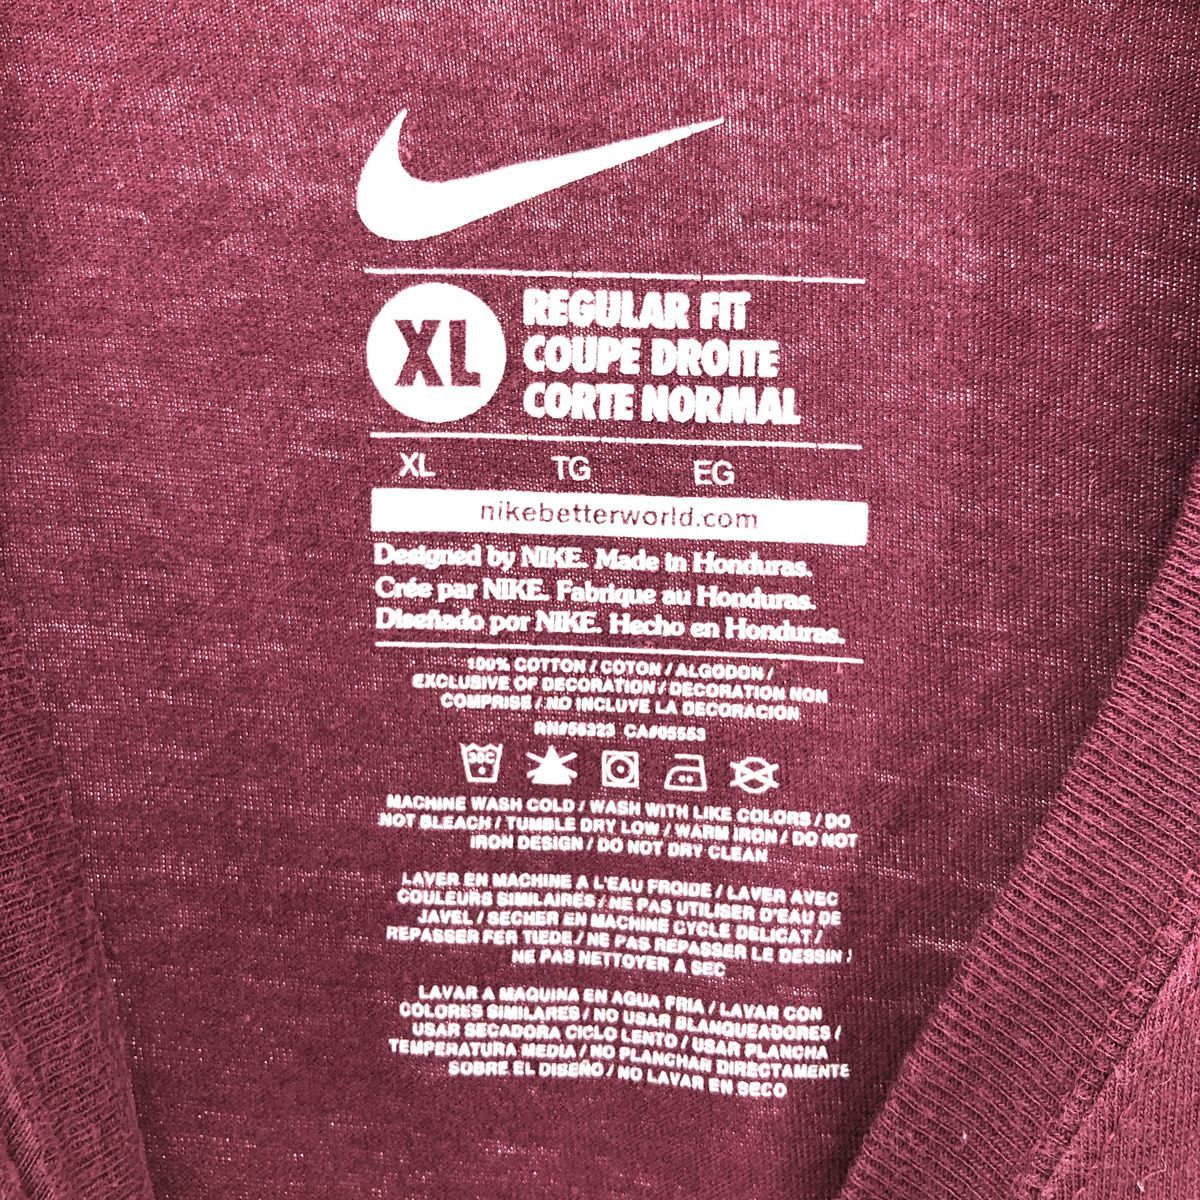 XL
REGULAR FIT
COUPE DROITE
CORTE NORMAL
XL TG EG
nikebetterworld.com
Designed by NIKE. Made in Honduras.
Crée par NIKE. Fabrique au Honduras.
Diseñado por NIKE. Hecho en Honduras.
100% COTTON / COTON / ALGODON /
EXCLUSIVE OF DECORATION / DECORATION NON
COMPRISE / NO INCLUYE LA DECORACION
RN#56323 CA#05553
30C
MACHINE WASH COLD / WASH WITH LIKE COLORS / DO
NOT BLEACH / TUMBLE DRY LOW / WARM IRON / DO NOT
IRON DESIGN / DO NOT DRY CLEAN
LAVER EN MACHINE A L'EAU FROIDE / LAVER AVEC
COULEURS SIMILAIRES / NE PAS UTILISER D'EAU DE
JAVEL / SECHER EN MACHINE CYCLE DELICAT /
REPASSER FER TIEDE / NE PAS REPASSER LE DESSIN /
NE PAS NETTOYER A SEC
LAVAR A MAQUINA EN AGUA FRIA / LAVAR CON
COLORES SIMILARES / NO USAR BLANQUEADORES /
USAR SECADORA CICLO LENTO / USAR PLANCHA
TEMPERATURA MEDIA / NO PLANCHAR DIRECTAMENTE
SOBRE EL DISEÑO / NO LAVAR EN SECO